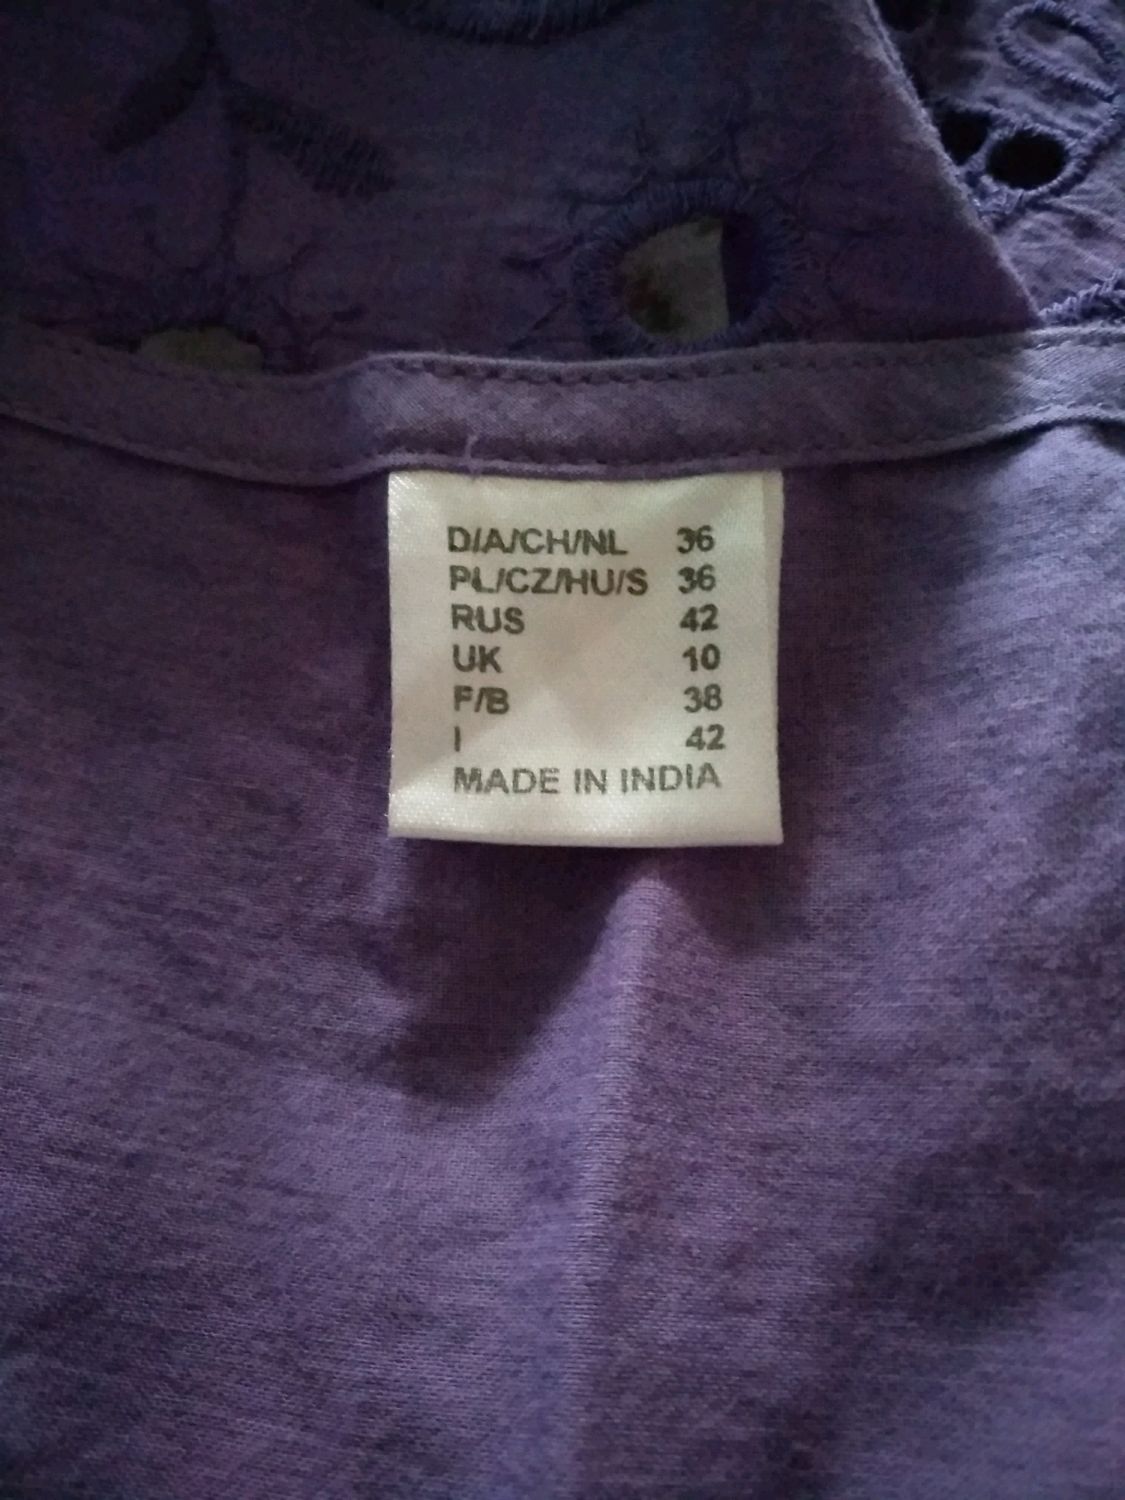 D/A/CH/NL 36
PL/CZ/HU/S 36
RUS 42
UK 10
F/B 38
I 42
MADE IN INDIA